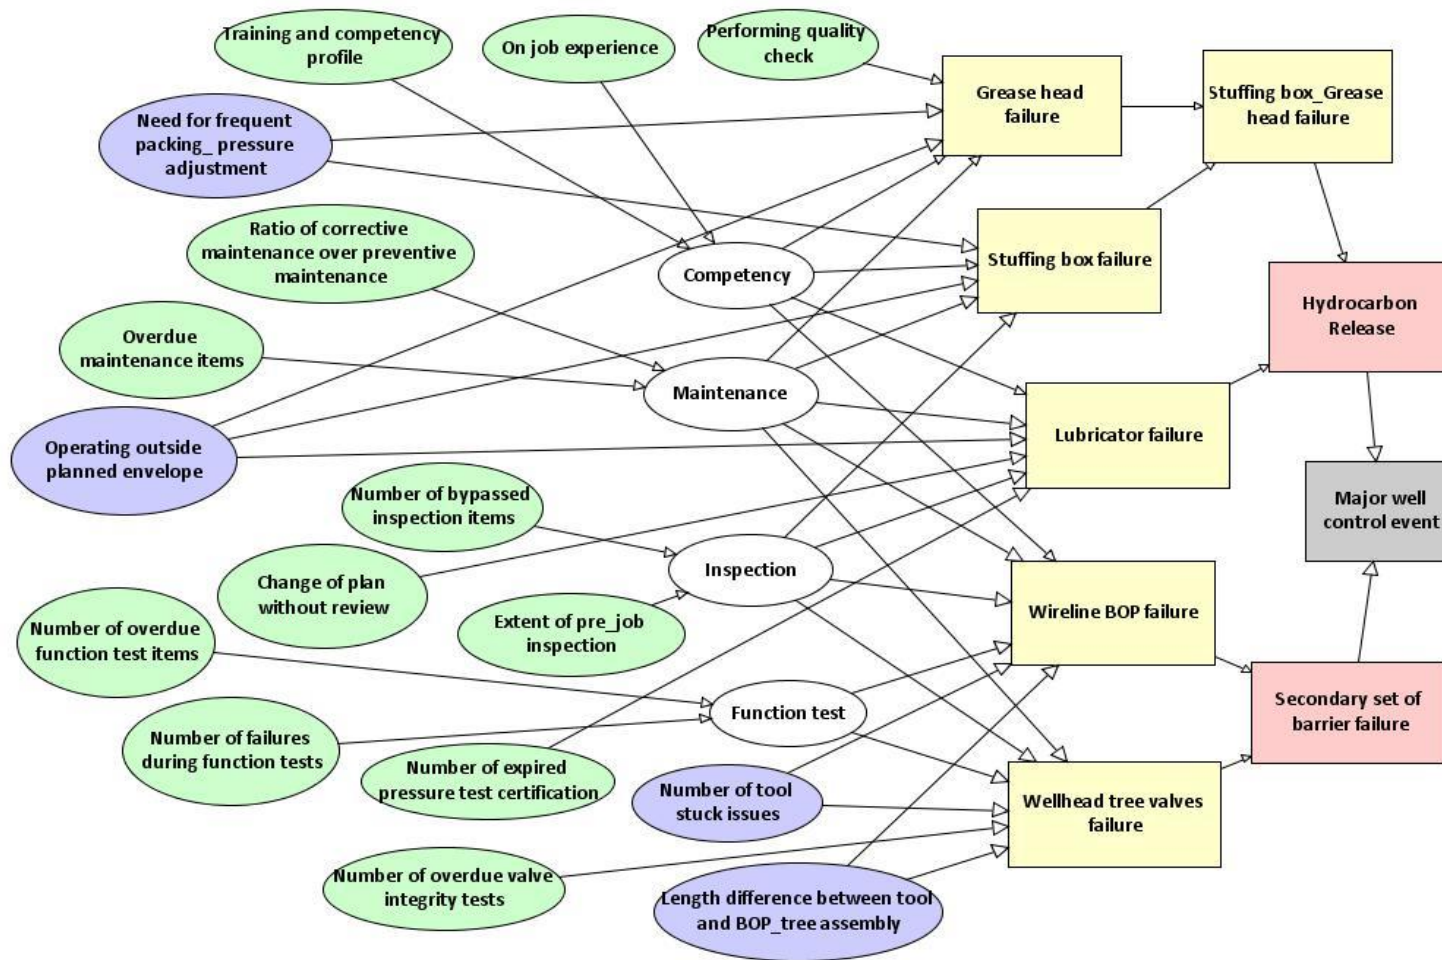 Training and competency
profile
On job experience
Performing quality
check
Grease head
failure
Stuffing box_Grease
head failure
Need for frequent
packing_ pressure
adjustment
Ratio of corrective
maintenance over preventive
maintenance
Competency
Stuffing box failure
Hydrocarbon
Release
Overdue
maintenance items
Maintenance
Operating outside
planned envelope
Lubricator failure
Number of bypassed
inspection items
Major well
control event
Change of plan
without review
Inspection
Wireline BOP failure
Number of overdue
function test items
Extent of pre_job
inspection
Function test
Secondary set of
barrier failure
Number of failures
during function tests
Number of expired
pressure test certification
Number of tool
stuck issues
Wellhead tree valves
failure
Number of overdue valve
integrity tests
Length difference between tool
and BOP_tree assembly